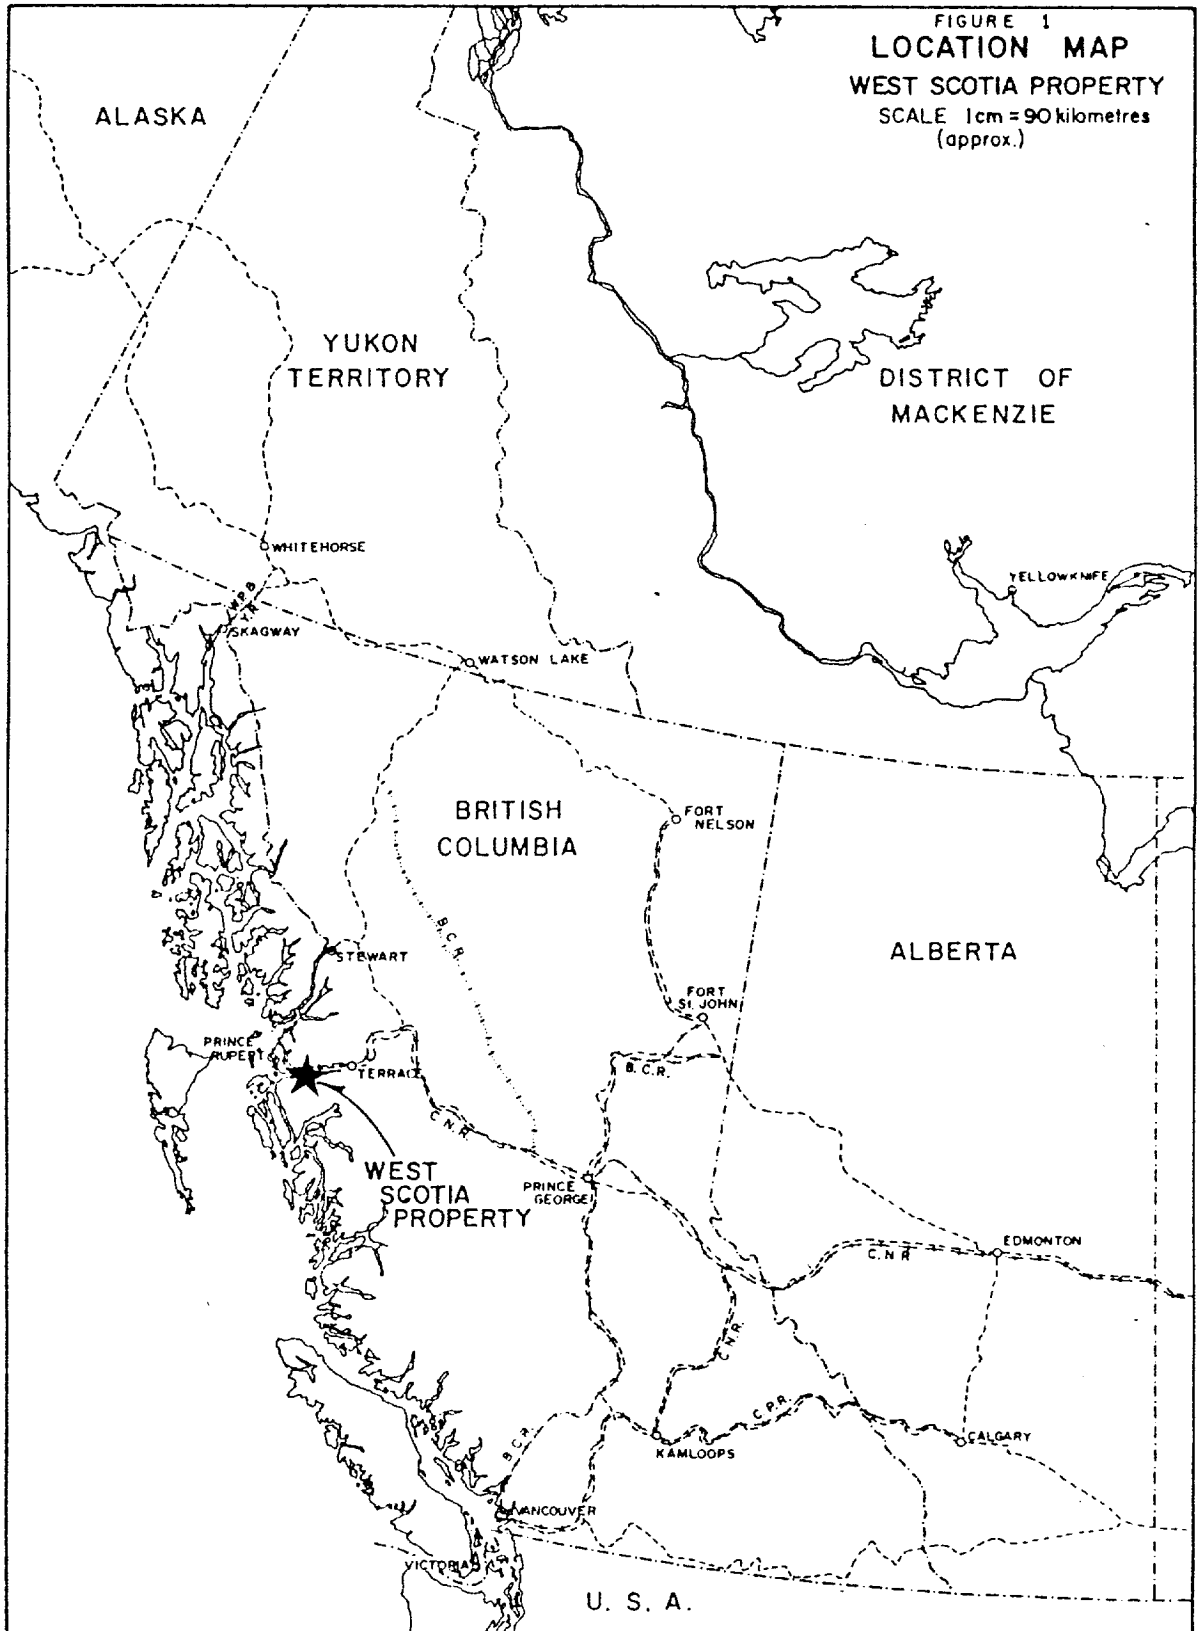 FIGURE 1
LOCATION MAP
WEST SCOTIA PROPERTY
SCALE 1cm = 90 kilometres
(approx.)
ALASKA
YUKON
TERRITORY
DISTRICT OF
MACKENZIE
WHITEHORSE
YELLOWKNIFE
SKAGWAY
WATSON LAKE
BRITISH
COLUMBIA
FORT
NELSON
B.C.R.
STEWART
ALBERTA
FORT
St. JOHN
PRINCE
RUPERT
TERRACE
B.C.R.
C.N.R.
WEST
SCOTIA
PROPERTY
PRINCE
GEORGE
EDMONTON
C.N.R
C.N.R.
C.P.R.
CALGARY
KAMLOOPS
B.C.R.
VANCOUVER
VICTORIA
U. S. A.